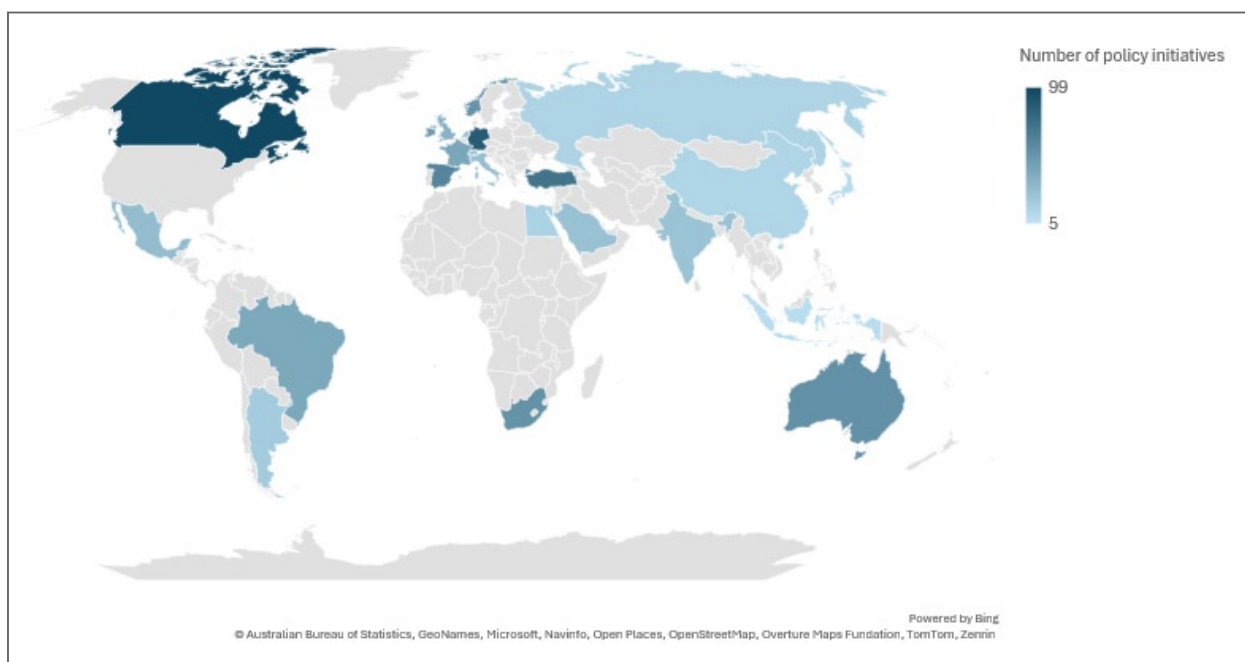 Number of policy initiatives
99
5
Powered by Bing
© Australian Bureau of Statistics, GeoNames, Microsoft, Navinfo, Open Places, OpenStreetMap, Overture Maps Fundation, TomTom, Zenrin